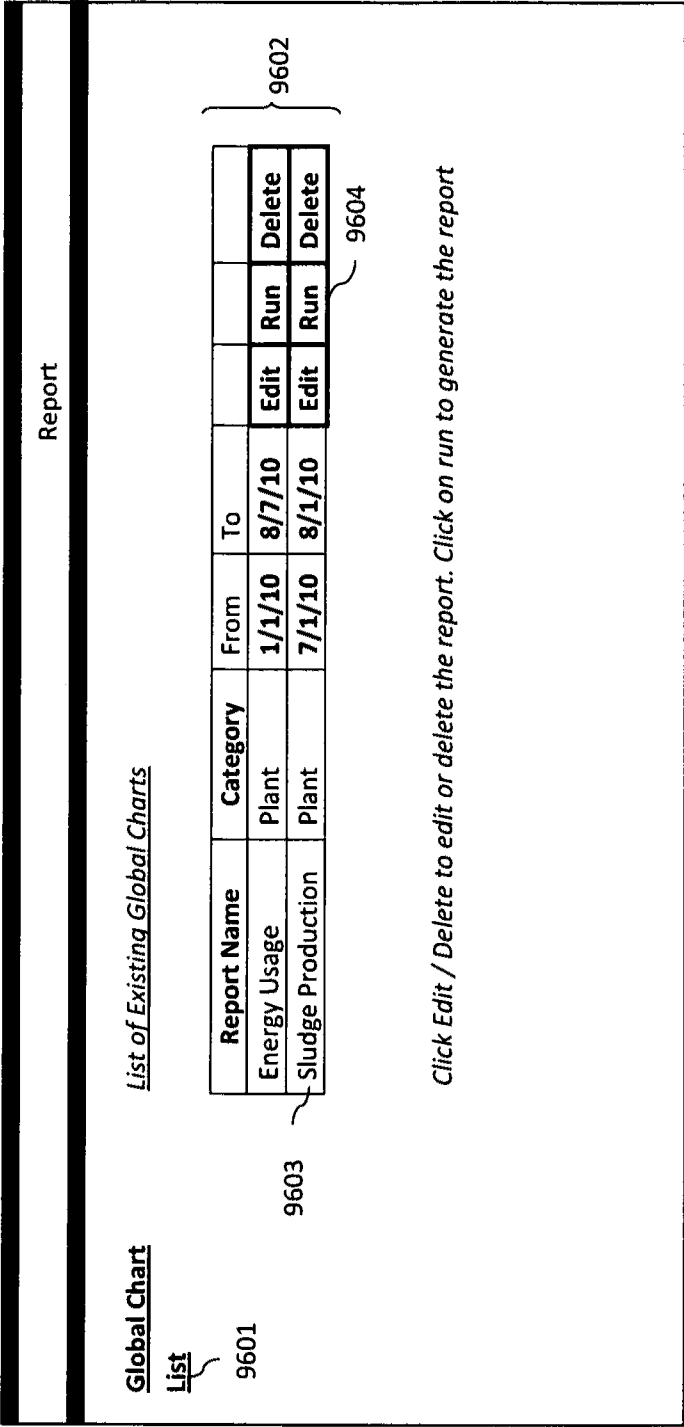 Report
Global Chart
List
9601
List of Existing Global Charts
Report Name Category From To
Energy Usage Plant 1/1/10 8/7/10 Edit Run Delete
Sludge Production Plant 7/1/10 8/1/10 Edit Run Delete
9602
9603
9604
Click Edit / Delete to edit or delete the report. Click on run to generate the report